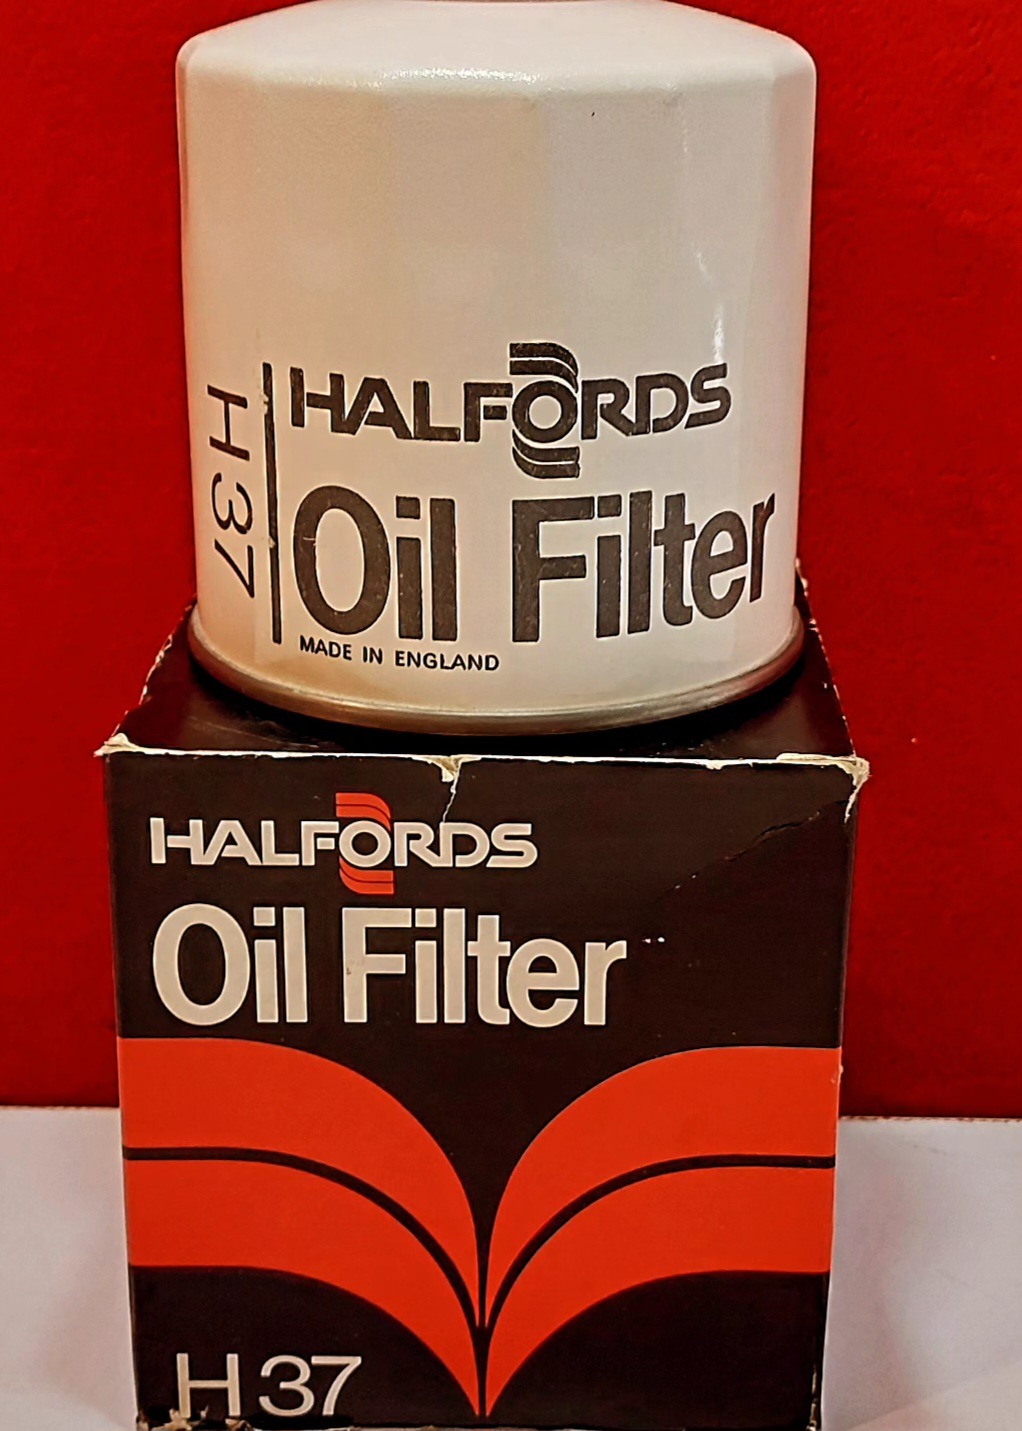 HALFORDS
Oil Filter
MADE IN ENGLAND
H 37
HALFORDS
Oil Filter
H 37